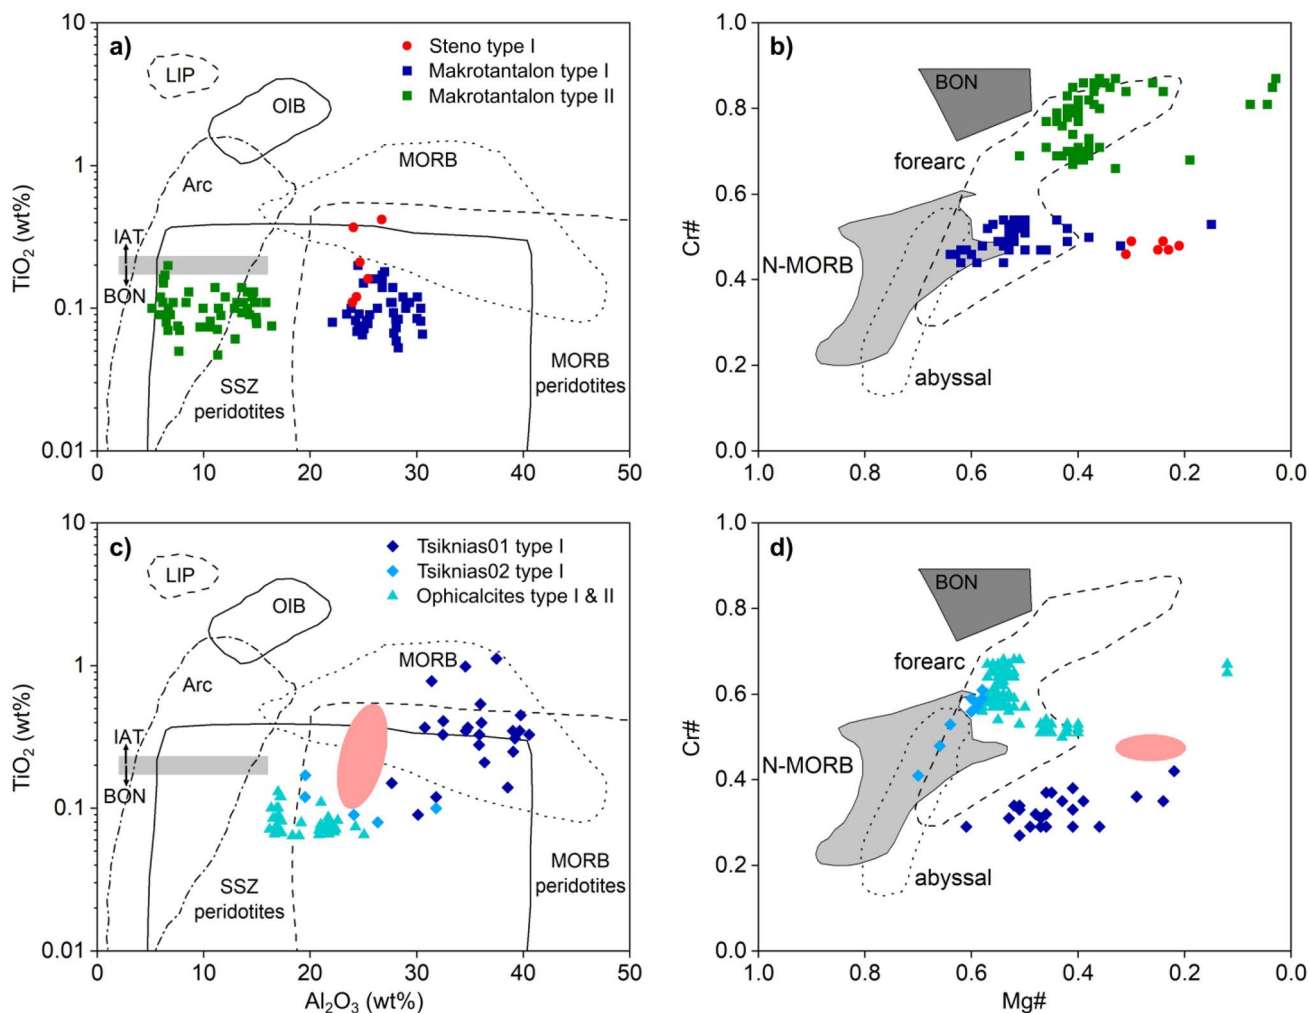 a)
Steno type I
Makrotantalon type I
Makrotantalon type II
LIP
OIB
MORB
Arc
IAT
BON
SSZ
peridotites
MORB
peridotites
TiO₂ (wt%)
10
1
0.1
0.01
0
10
20
30
40
50
b)
BON
forearc
N-MORB
abyssal
Cr#
1.0
0.8
0.6
0.4
0.2
0.0
1.0
0.8
0.6
0.4
0.2
0.0
c)
Tsiknias01 type I
Tsiknias02 type I
Ophicalcites type I & II
LIP
OIB
MORB
Arc
IAT
BON
SSZ
peridotites
MORB
peridotites
TiO₂ (wt%)
10
1
0.1
0.01
0
10
20
30
40
50
Al₂O₃ (wt%)
d)
BON
forearc
N-MORB
abyssal
Cr#
1.0
0.8
0.6
0.4
0.2
0.0
1.0
0.8
0.6
0.4
0.2
0.0
Mg#